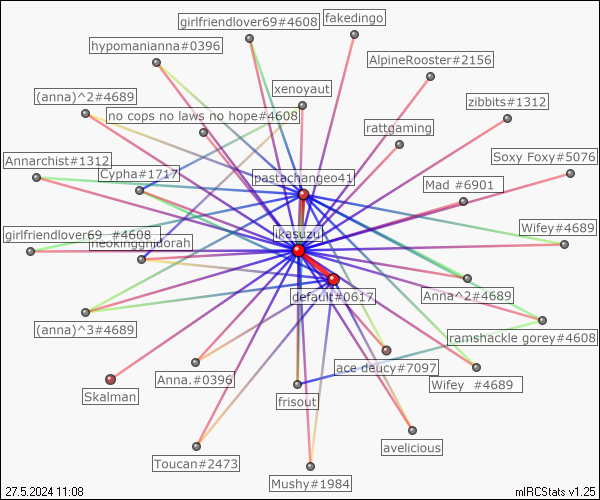 girlfriendlover69#4608
fakedingo
hypomanianna#0396
AlpineRooster#2156
xenoyaut
(anna)^2#4689
zibbits#1312
no cops no laws no hope#4608
rattgaming
Annarchist#1312
Soxy Foxy#5076
Cypha#1717
pastachangeo41
Mad #6901
Wifey#4689
girlfriendlover69 #4608
ikasuzu
neokingghidorah
default#0617
Anna^2#4689
(anna)^3#4689
ramshackle gorey#4608
ace deucy#7097
Anna.#0396
Wifey #4689
Skalman
frisout
avelicious
Toucan#2473
Mushy#1984
27.5.2024 11:08
mIRCStats v1.25